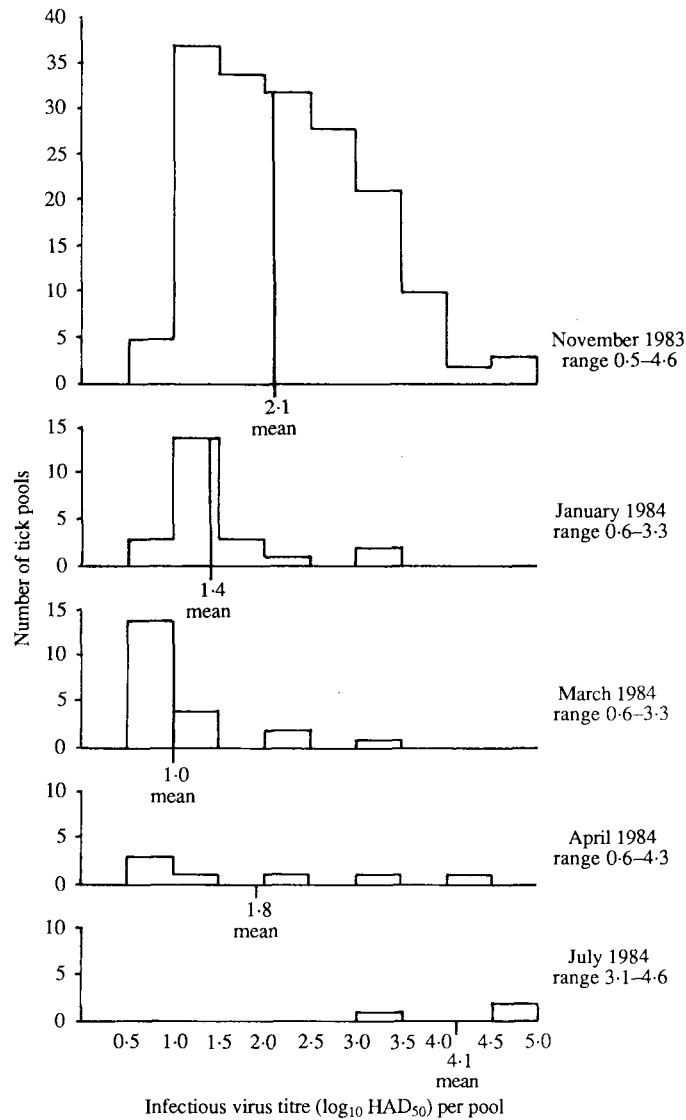 40
35
30
25
20
15
10
5
0
November 1983
range 0·5–4·6
2·1
mean
15
10
5
0
January 1984
range 0·6–3·3
1·4
mean
Number of tick pools
15
10
5
0
March 1984
range 0·6–3·3
1·0
mean
10
5
0
April 1984
range 0·6–4·3
1·8
mean
10
5
0
July 1984
range 3·1–4·6
0·5 1·0 1·5 2·0 2·5 3·0 3·5 4·0 4·5 5·0
4·1
mean
Infectious virus titre (log₁₀ HAD₅₀) per pool